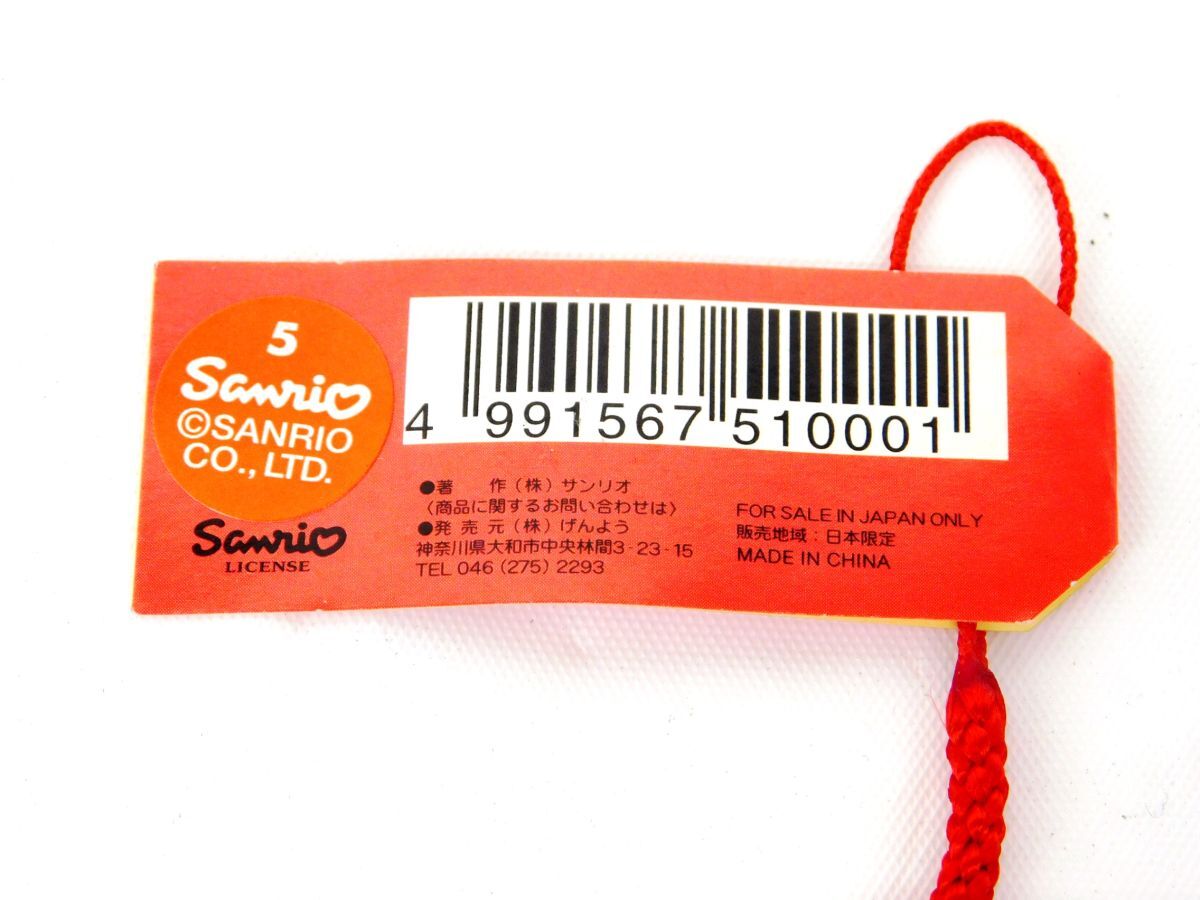 5
Sanrio
©SANRIO
CO., LTD.
Sanrio
LICENSE
4 991567 510001
●著　作（株）サンリオ
〈商品に関するお問い合わせは〉
●発売元（株）げんよう
神奈川県大和市中央林間3-23-15
TEL 046 (275) 2293
FOR SALE IN JAPAN ONLY
販売地域：日本限定
MADE IN CHINA